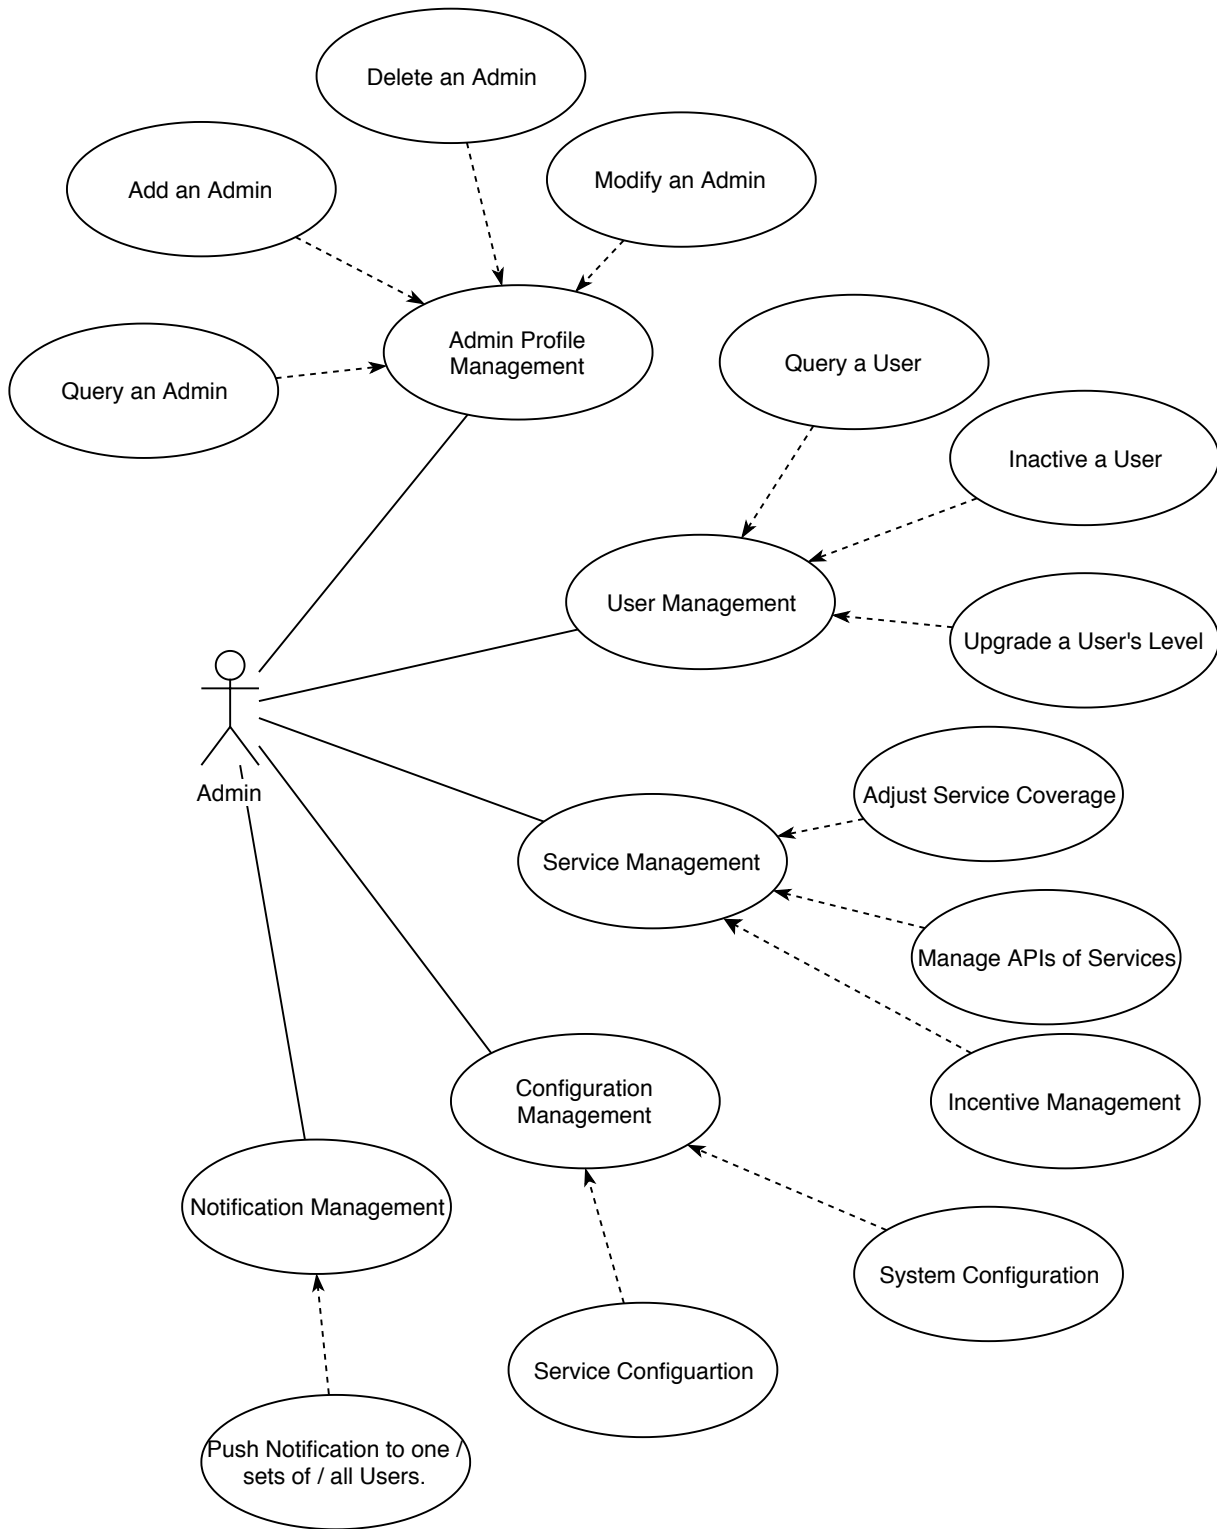 Delete an Admin
Modify an Admin
Add an Admin
Admin Profile
Management
Query a User
Query an Admin
Inactive a User
User Management
Upgrade a User's Level
Admin
Adjust Service Coverage
Service Management
Manage APIs of Services
Configuration
Management
Incentive Management
Notification Management
System Configuration
Service Configuartion
Push Notification to one /
sets of / all Users.